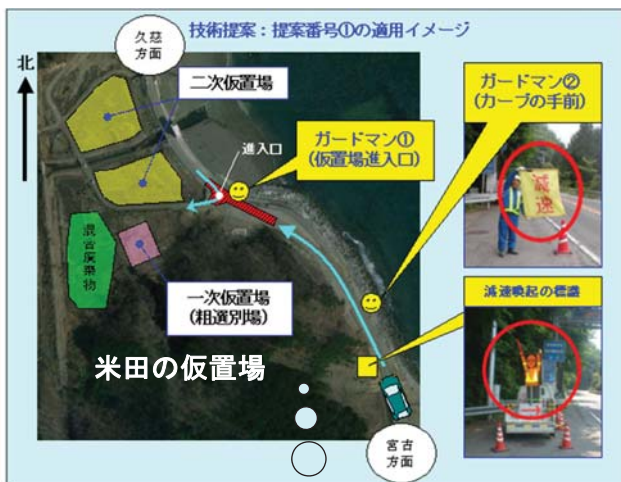 技術提案：提案番号①の適用イメージ
北
久慈
方面
二次仮置場
進入口
ガードマン①
(仮置場進入口)
ガードマン②
(カーブの手前)
減速
混合廃棄物
一次仮置場
(粗選別場)
減速喚起の標識
米田の仮置場
宮古
方面